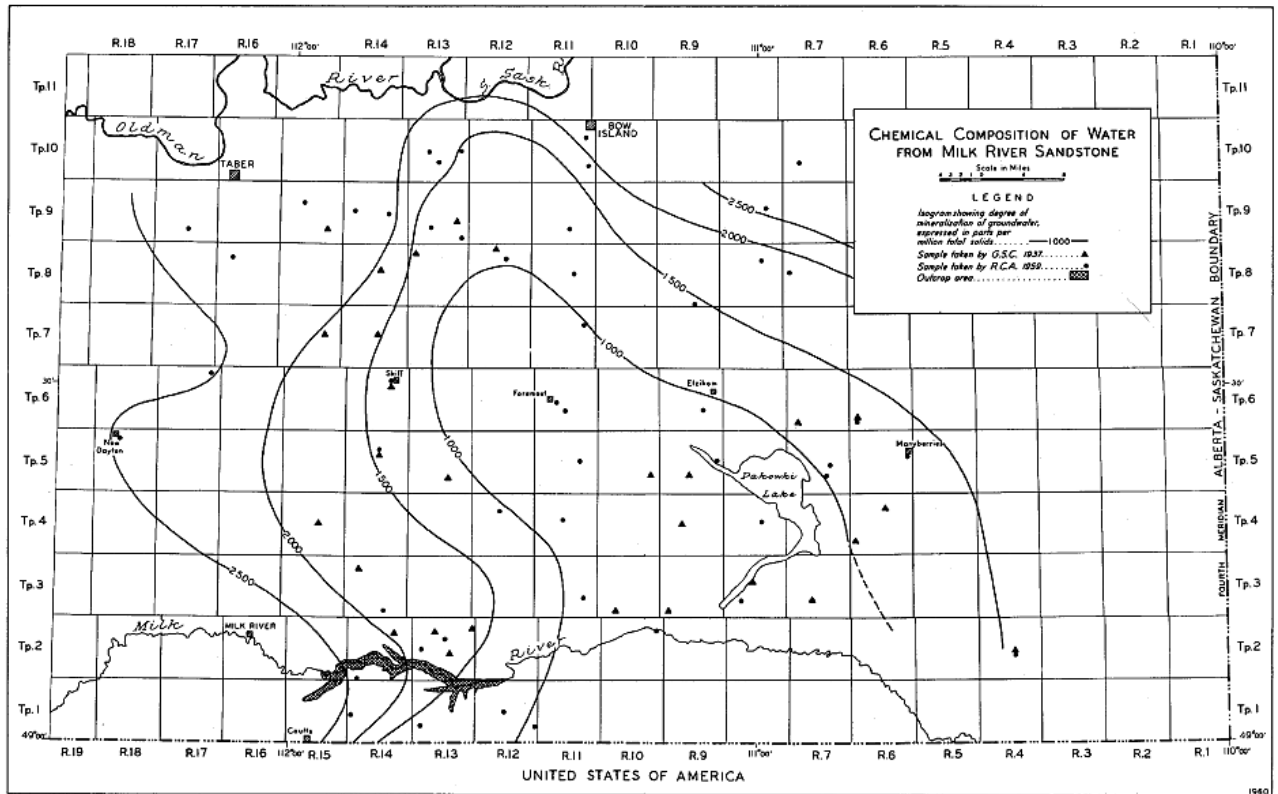 R.18 R.17 R.16 112°00' R.14 R.13 R.12 R.11 R.10 R.9 111°00' R.7 R.6 R.5 R.4 R.3 R.2 R.1 110°00'
Tp.11 River Sask R Tp.11
Oldman BOW ISLAND
Tp.10 TABER Tp.10
CHEMICAL COMPOSITION OF WATER
FROM MILK RIVER SANDSTONE
Scale in Miles
LEGEND
Isogram showing degree of
mineralization of groundwater,
expressed in parts per
million total solids 1000
Sample taken by G.S.C. 1937
Sample taken by R.C.A. 1959
Outcrop area
Tp.9 2500 2000 Tp.9
Tp.8 1500 Tp.8
Tp.7 1000 Tp.7
30' Skiff Etzikom 30'
Tp.6 Foremost Tp.6
New Dayton 1000 Manyberries
Tp.5 1500 Pakowki Lake Tp.5
Tp.4 2000 Tp.4
Tp.3 2500 Tp.3
ALBERTA - SASKATCHEWAN BOUNDARY
FOURTH MERIDIAN
Milk MILK RIVER River
Tp.2 Tp.2
Tp.1 Tp.1
49°00' Coutts 49°00'
R.19 R.18 R.17 R.16 112°00' R.15 R.14 R.13 R.12 R.11 R.10 R.9 111°00' R.7 R.6 R.5 R.4 R.3 R.2 R.1 110°00'
UNITED STATES OF AMERICA
1960